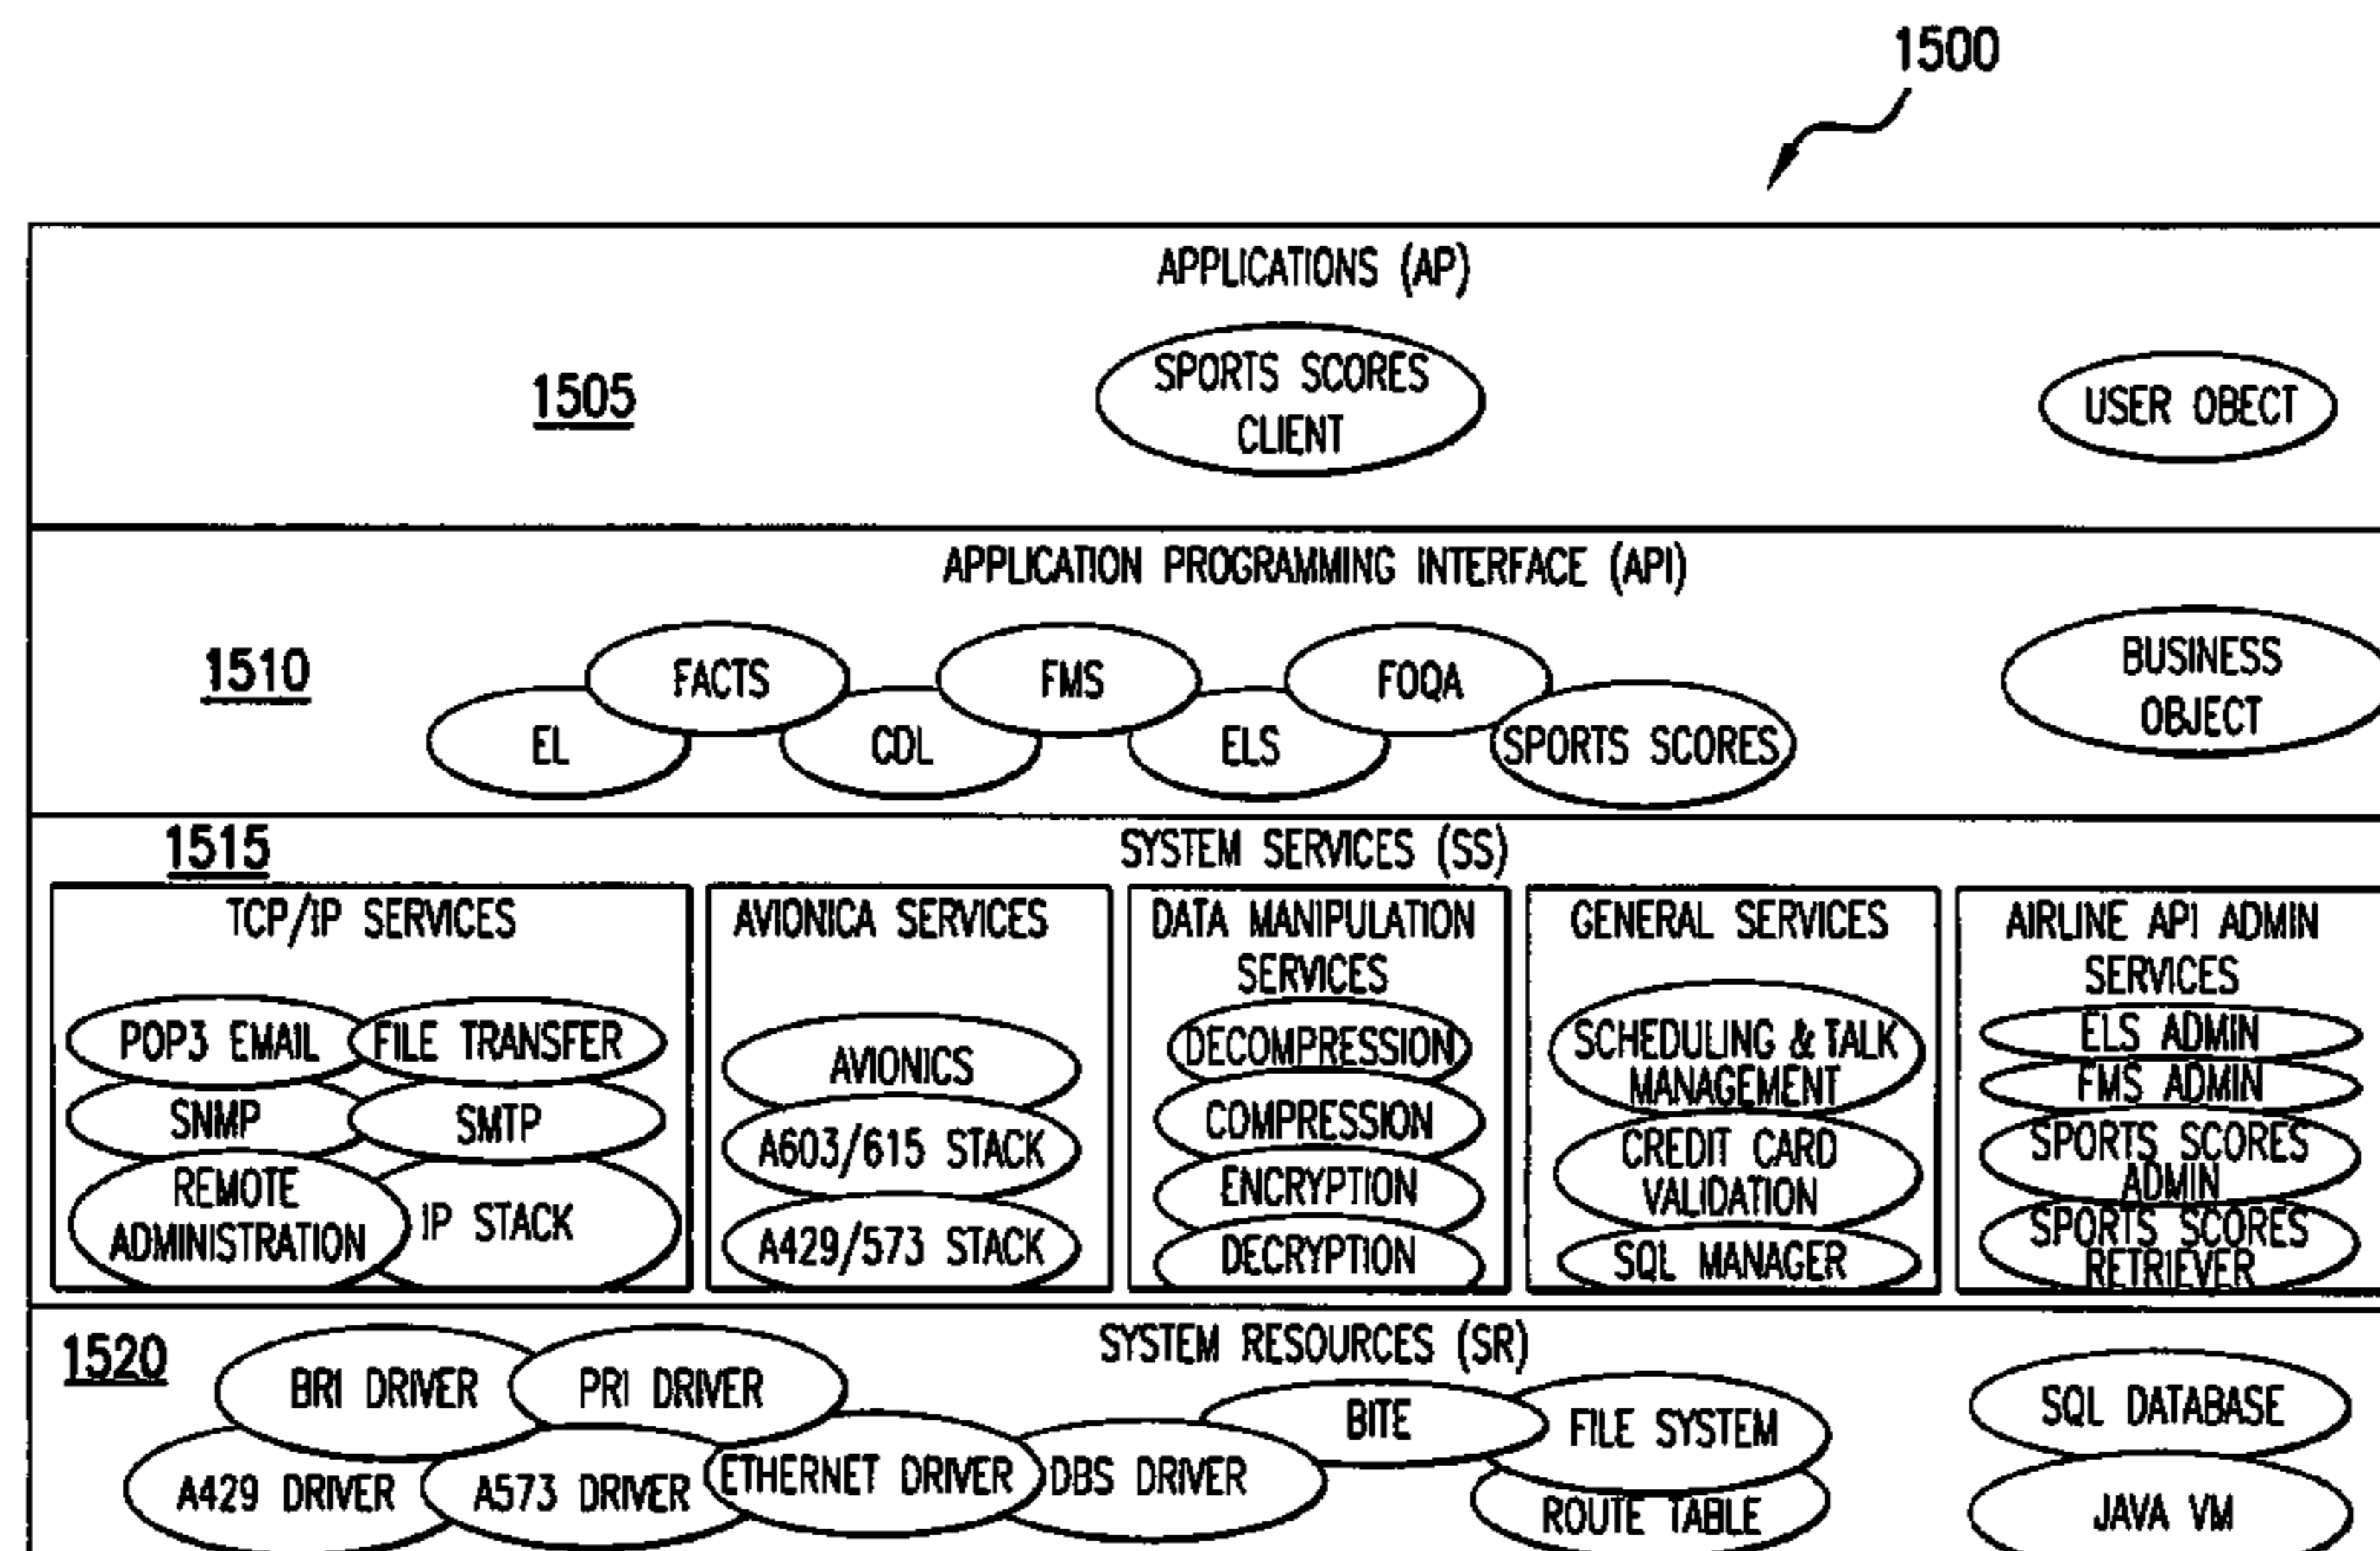 1500
APPLICATIONS (AP)
1505
SPORTS SCORES
CLIENT
USER OBECT
APPLICATION PROGRAMMING INTERFACE (API)
1510
FACTS
FMS
FOQA
EL
CDL
ELS
SPORTS SCORES
BUSINESS
OBJECT
1515
SYSTEM SERVICES (SS)
TCP/IP SERVICES
POP3 EMAIL
FILE TRANSFER
SNMP
SMTP
REMOTE
ADMINISTRATION
IP STACK
AVIONICA SERVICES
AVIONICS
A603/615 STACK
A429/573 STACK
DATA MANIPULATION
SERVICES
DECOMPRESSION
COMPRESSION
ENCRYPTION
DECRYPTION
GENERAL SERVICES
SCHEDULING & TALK
MANAGEMENT
CREDIT CARD
VALIDATION
SQL MANAGER
AIRLINE API ADMIN
SERVICES
ELS ADMIN
FMS ADMIN
SPORTS SCORES
ADMIN
SPORTS SCORES
RETRIEVER
1520
SYSTEM RESOURCES (SR)
BRI DRIVER
PRI DRIVER
A429 DRIVER
A573 DRIVER
ETHERNET DRIVER
DBS DRIVER
BITE
FILE SYSTEM
ROUTE TABLE
SQL DATABASE
JAVA VM